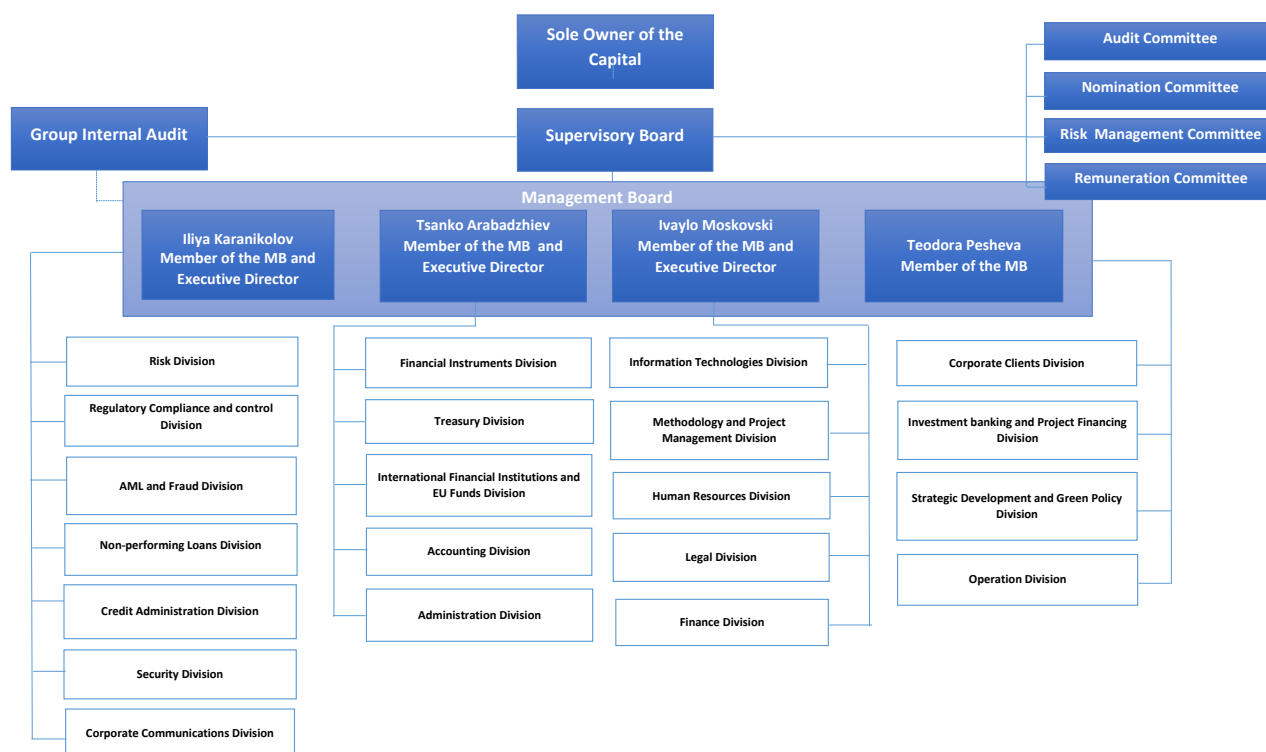 Sole Owner of the
Capital
Audit Committee
Nomination Committee
Group Internal Audit
Supervisory Board
Risk Management Committee
Remuneration Committee
Management Board
Iliya Karanikolov
Member of the MB and
Executive Director
Tsanko Arabadzhiev
Member of the MB and
Executive Director
Ivaylo Moskovski
Member of the MB and
Executive Director
Teodora Pesheva
Member of the MB
Risk Division
Regulatory Compliance and control
Division
AML and Fraud Division
Non-performing Loans Division
Credit Administration Division
Security Division
Corporate Communications Division
Financial Instruments Division
Treasury Division
International Financial Institutions and
EU Funds Division
Accounting Division
Administration Division
Information Technologies Division
Methodology and Project
Management Division
Human Resources Division
Legal Division
Finance Division
Corporate Clients Division
Investment banking and Project Financing
Division
Strategic Development and Green Policy
Division
Operation Division